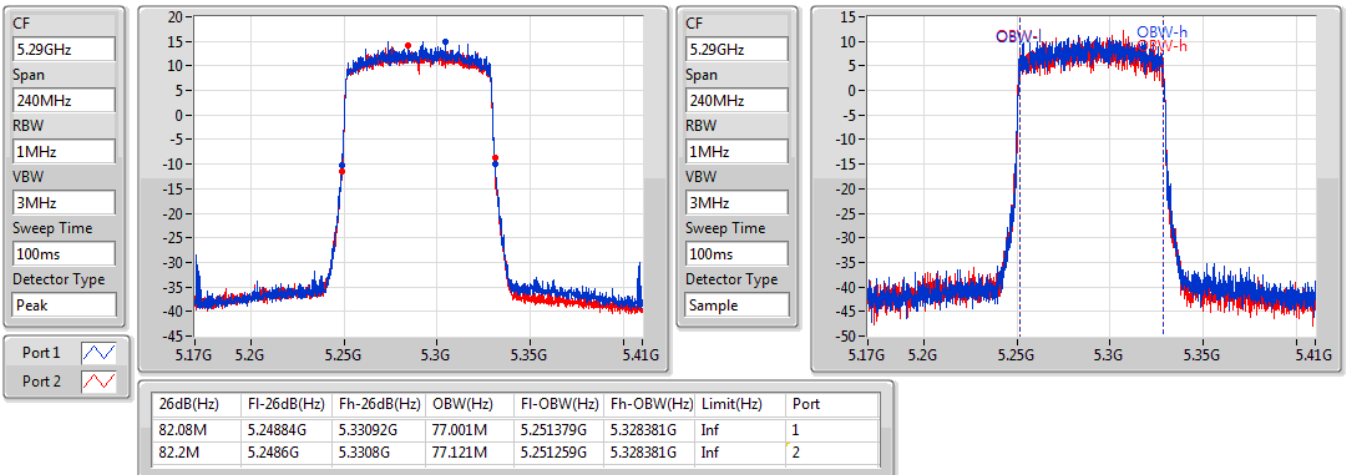 CF
5.29GHz
Span
240MHz
RBW
1MHz
VBW
3MHz
Sweep Time
100ms
Detector Type
Peak
Port 1
Port 2
20
15
10
5
0
-5
-10
-15
-20
-25
-30
-35
-40
-45
5.17G 5.2G 5.25G 5.3G 5.35G 5.41G
CF
5.29GHz
Span
240MHz
RBW
1MHz
VBW
3MHz
Sweep Time
100ms
Detector Type
Sample
15
10
5
0
-5
-10
-15
-20
-25
-30
-35
-40
-45
-50
OBW-l
OBW-h
OBW-h
5.17G 5.2G 5.25G 5.3G 5.35G 5.41G
26dB(Hz) Fl-26dB(Hz) Fh-26dB(Hz) OBW(Hz) Fl-OBW(Hz) Fh-OBW(Hz) Limit(Hz) Port
82.08M 5.24884G 5.33092G 77.001M 5.251379G 5.328381G Inf 1
82.2M 5.2486G 5.3308G 77.121M 5.251259G 5.328381G Inf 2